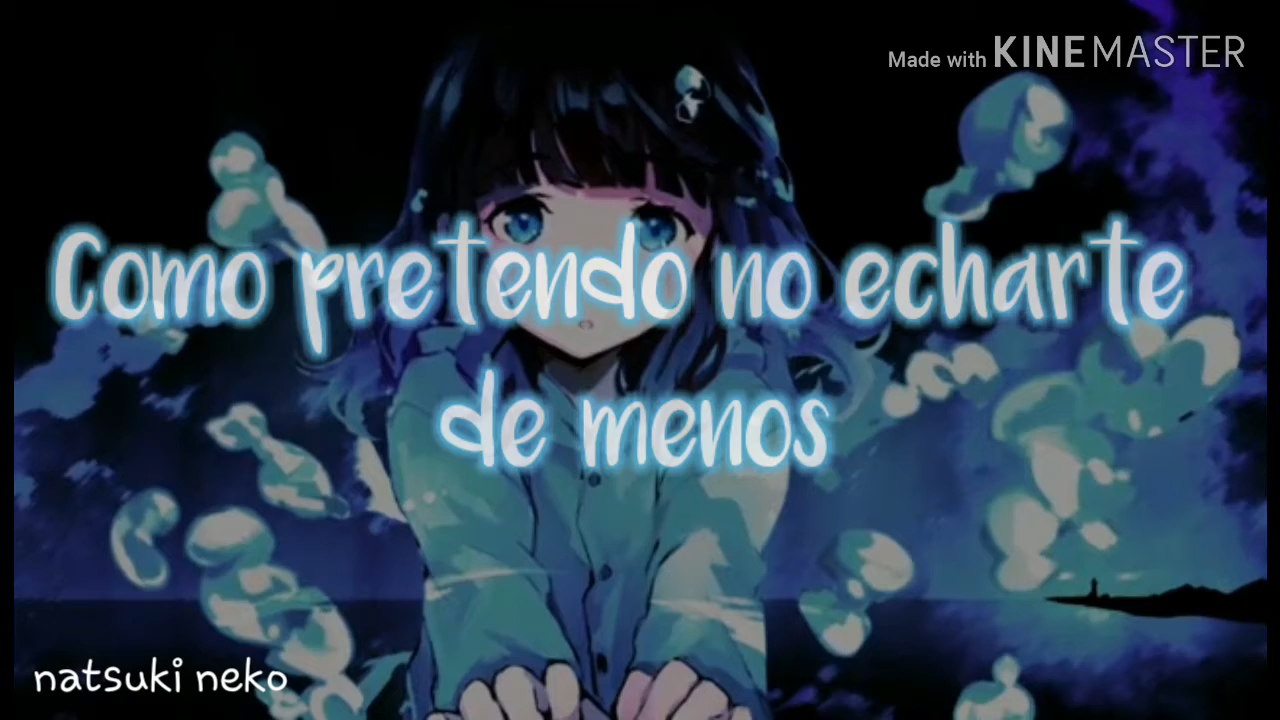 Made with KINEMASTER
Como pretendo no echarte
de menos
natsuki neko